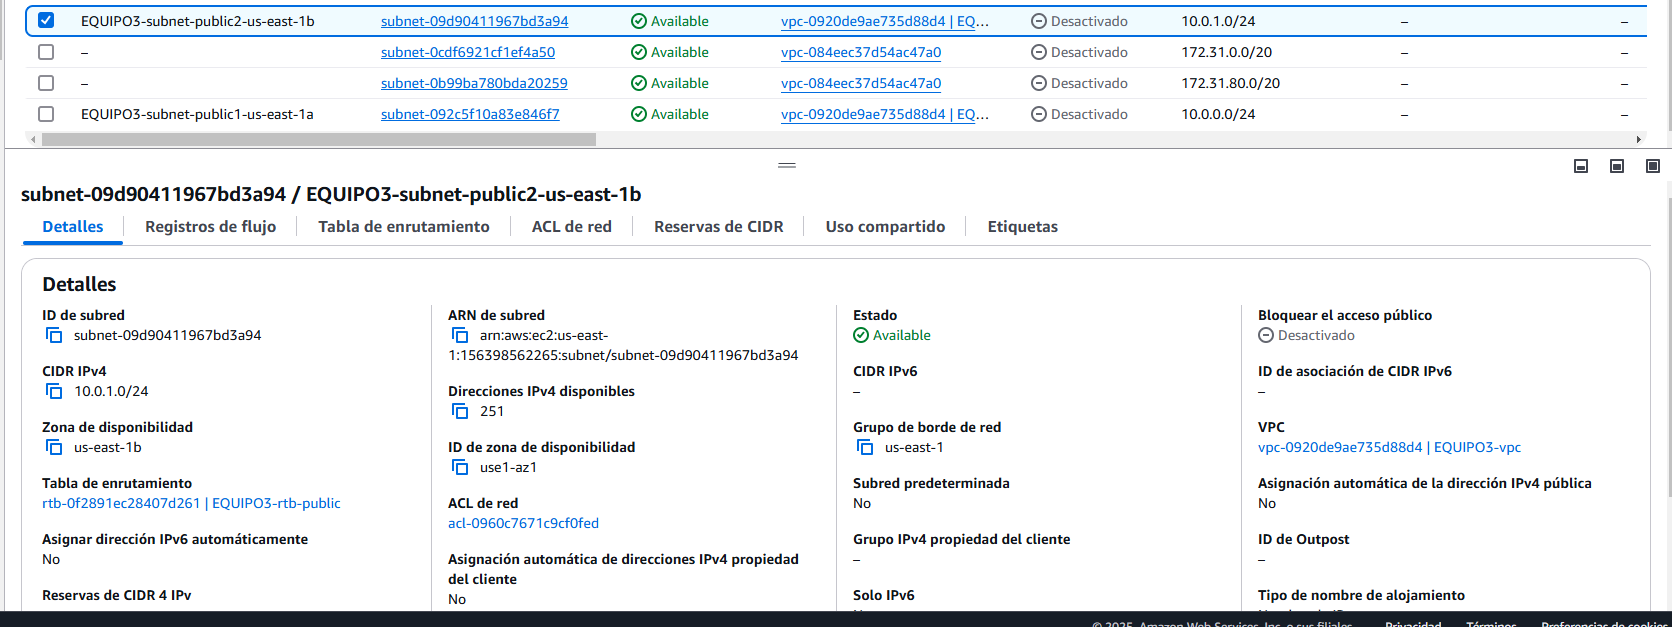 EQUIPO3-subnet-public2-us-east-1b subnet-09d90411967bd3a94 Available vpc-0920de9ae735d88d4 | EQ... Desactivado 10.0.1.0/24 – –
– subnet-0cdf6921cf1ef4a50 Available vpc-084eec37d54ac47a0 Desactivado 172.31.0.0/20 – –
– subnet-0b99ba780bda20259 Available vpc-084eec37d54ac47a0 Desactivado 172.31.80.0/20 – –
EQUIPO3-subnet-public1-us-east-1a subnet-092c5f10a83e846f7 Available vpc-0920de9ae735d88d4 | EQ... Desactivado 10.0.0.0/24 – –
subnet-09d90411967bd3a94 / EQUIPO3-subnet-public2-us-east-1b
Detalles Registros de flujo Tabla de enrutamiento ACL de red Reservas de CIDR Uso compartido Etiquetas
Detalles
ID de subred
subnet-09d90411967bd3a94
CIDR IPv4
10.0.1.0/24
Zona de disponibilidad
us-east-1b
Tabla de enrutamiento
rtb-0f2891ec28407d261 | EQUIPO3-rtb-public
Asignar dirección IPv6 automáticamente
No
Reservas de CIDR 4 IPv
ARN de subred
arn:aws:ec2:us-east-
1:156398562265:subnet/subnet-09d90411967bd3a94
Direcciones IPv4 disponibles
251
ID de zona de disponibilidad
use1-az1
ACL de red
acl-0960c7671c9cf0fed
Asignación automática de direcciones IPv4 propiedad
del cliente
No
Estado
Available
CIDR IPv6
–
Grupo de borde de red
us-east-1
Subred predeterminada
No
Grupo IPv4 propiedad del cliente
–
Solo IPv6
Bloquear el acceso público
Desactivado
ID de asociación de CIDR IPv6
–
VPC
vpc-0920de9ae735d88d4 | EQUIPO3-vpc
Asignación automática de la dirección IPv4 pública
No
ID de Outpost
–
Tipo de nombre de alojamiento
© 2025, Amazon Web Services, Inc. o sus filiales. Privacidad Términos Preferencias de cookies